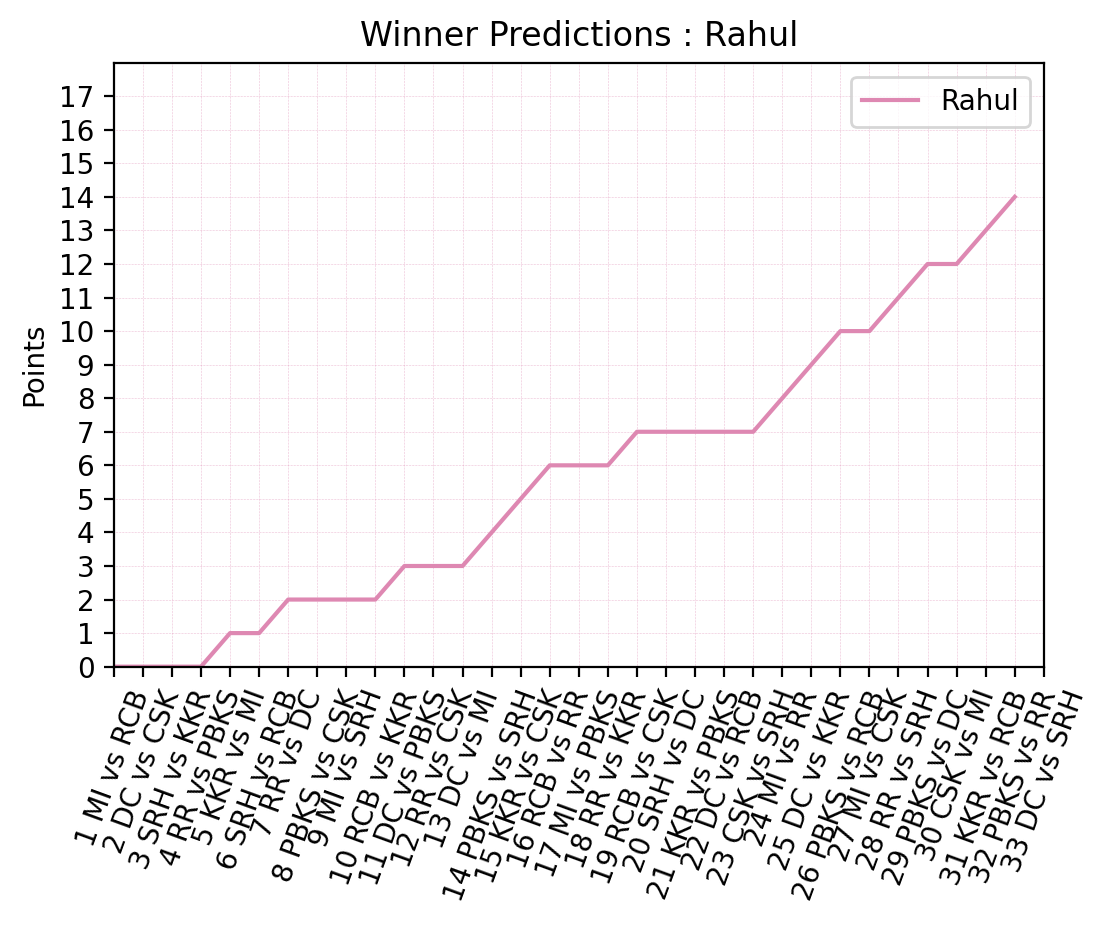 Winner Predictions : Rahul
Rahul
Points
17
16
15
14
13
12
11
10
9
8
7
6
5
4
3
2
1
0
1 MI vs RCB
2 DC vs CSK
3 SRH vs KKR
4 RR vs PBKS
5 KKR vs MI
6 SRH vs RCB
7 RR vs DC
8 PBKS vs CSK
9 MI vs SRH
10 RCB vs KKR
11 DC vs PBKS
12 RR vs CSK
13 DC vs MI
14 PBKS vs SRH
15 KKR vs CSK
16 RCB vs RR
17 MI vs PBKS
18 RR vs KKR
19 RCB vs CSK
20 SRH vs DC
21 KKR vs PBKS
22 DC vs RCB
23 CSK vs SRH
24 MI vs RR
25 DC vs KKR
26 PBKS vs RCB
27 MI vs CSK
28 RR vs SRH
29 PBKS vs DC
30 CSK vs MI
31 KKR vs RCB
32 PBKS vs RR
33 DC vs SRH